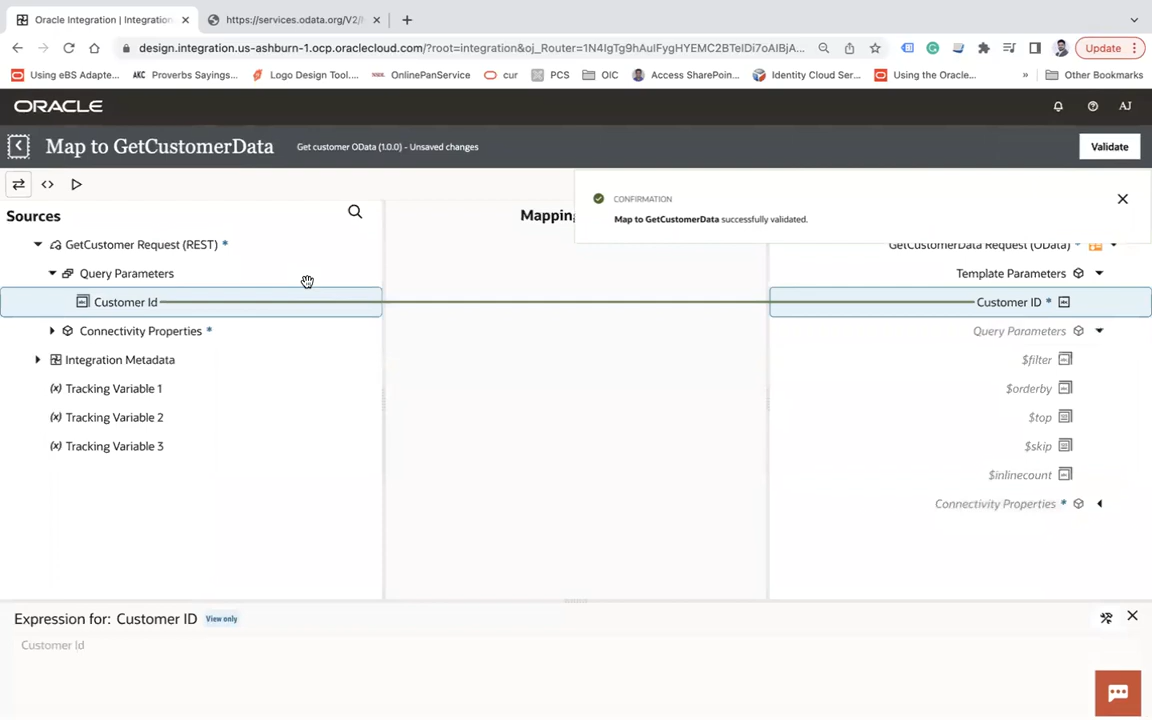 Oracle Integration | Integration
https://services.odata.org/V2/
design.integration.us-ashburn-1.ocp.oraclecloud.com/?root=integration&oj_Router=1N4IgTg9hAuIFygHYEMC2BTeIDi7oAIBjA...
Update
Using eBS Adapte...
AKC Proverbs Sayings...
Logo Design Tool....
OnlinePanService
cur
PCS
OIC
Access SharePoin...
Identity Cloud Ser...
Using the Oracle...
»
Other Bookmarks
ORACLE
AJ
Map to GetCustomerData
Get customer OData (1.0.0) - Unsaved changes
Validate
CONFIRMATION
Map to GetCustomerData successfully validated.
Sources
Mapping
GetCustomer Request (REST) *
GetCustomerData Request (OData) *
Query Parameters
Template Parameters
Customer Id
Customer ID *
Connectivity Properties *
Query Parameters
Integration Metadata
$filter
(x) Tracking Variable 1
$orderby
(x) Tracking Variable 2
$top
(x) Tracking Variable 3
$skip
$inlinecount
Connectivity Properties *
Expression for: Customer ID View only
Customer Id